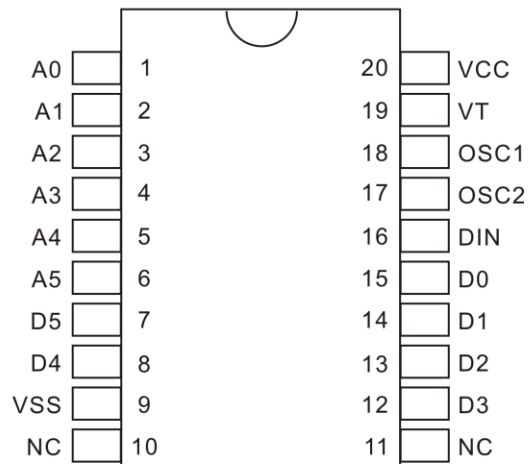 A0 1 20 VCC
A1 2 19 VT
A2 3 18 OSC1
A3 4 17 OSC2
A4 5 16 DIN
A5 6 15 D0
D5 7 14 D1
D4 8 13 D2
VSS 9 12 D3
NC 10 11 NC